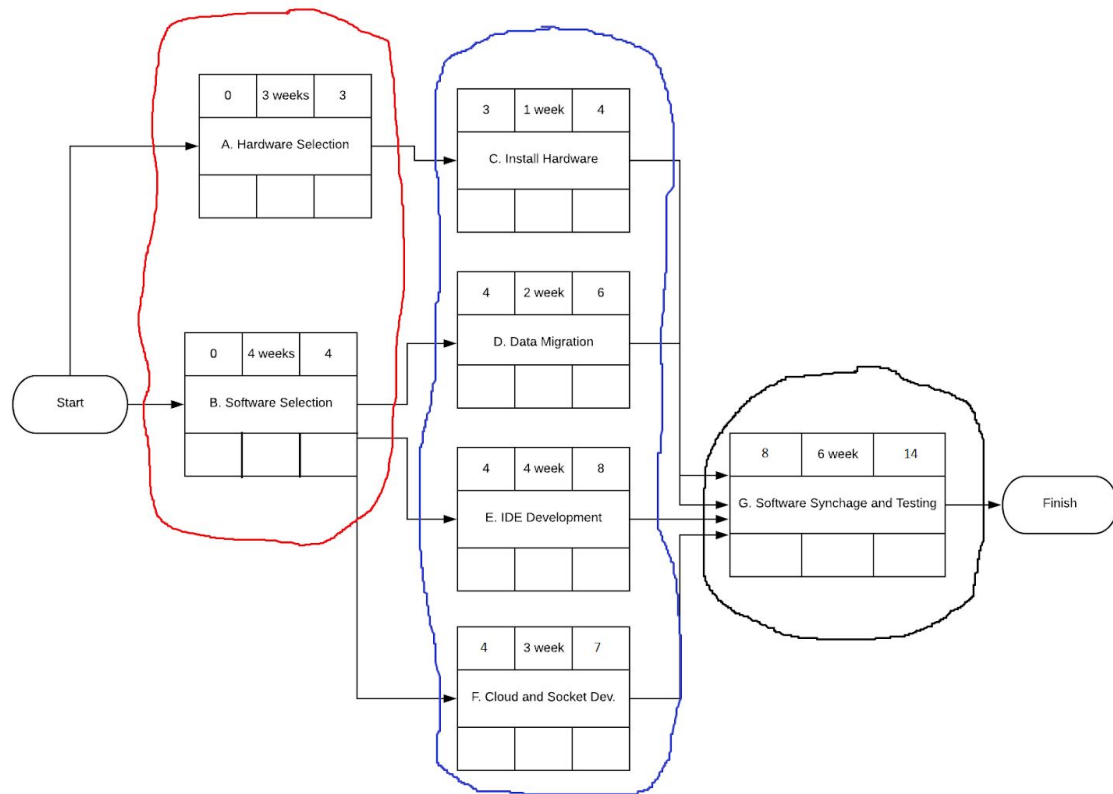 0 3 weeks 3
A. Hardware Selection
3 1 week 4
C. Install Hardware
4 2 week 6
D. Data Migration
0 4 weeks 4
B. Software Selection
Start
4 4 week 8
E. IDE Development
8 6 week 14
G. Software Synchage and Testing
Finish
4 3 week 7
F. Cloud and Socket Dev.